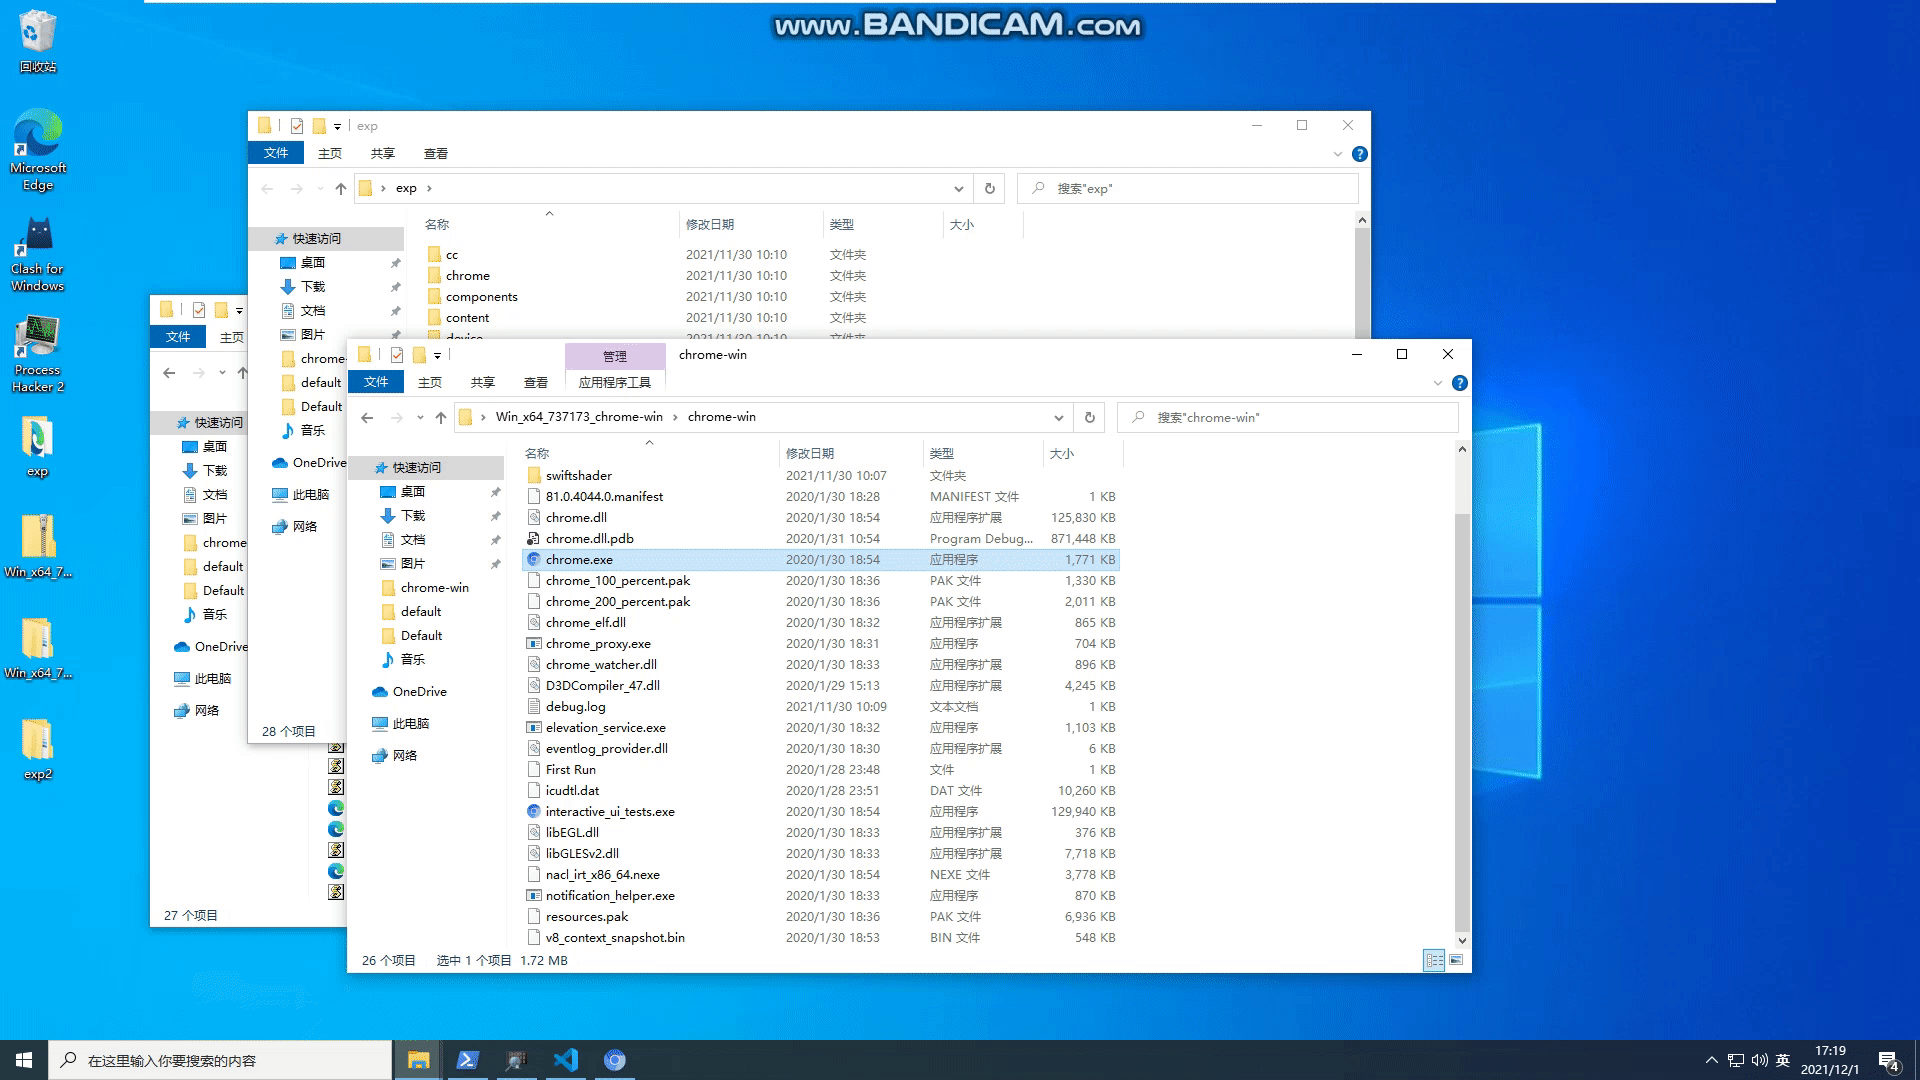 www.BANDICAM.com
回收站
Microsoft
Edge
Clash for
Windows
Process
Hacker 2
exp
Win_x64_7...
Win_x64_7...
exp2
exp
文件
主页
共享
查看
exp
搜索"exp"
名称
修改日期
类型
大小
快速访问
桌面
下载
文档
图片
chrome-
default
Default
音乐
OneDrive
此电脑
网络
28 个项目
cc 2021/11/30 10:10 文件夹
chrome 2021/11/30 10:10 文件夹
components 2021/11/30 10:10 文件夹
content 2021/11/30 10:10 文件夹
文件
主页
快速访问
桌面
下载
文档
图片
chrome
default
Default
音乐
OneDrive
此电脑
网络
27 个项目
管理
chrome-win
文件
主页
共享
查看
应用程序工具
Win_x64_737173_chrome-win
chrome-win
搜索"chrome-win"
名称
修改日期
类型
大小
快速访问
桌面
下载
文档
图片
chrome-win
default
Default
音乐
OneDrive
此电脑
网络
swiftshader 2021/11/30 10:07 文件夹
81.0.4044.0.manifest 2020/1/30 18:28 MANIFEST 文件 1 KB
chrome.dll 2020/1/30 18:54 应用程序扩展 125,830 KB
chrome.dll.pdb 2020/1/31 10:54 Program Debug... 871,448 KB
chrome.exe 2020/1/30 18:54 应用程序 1,771 KB
chrome_100_percent.pak 2020/1/30 18:36 PAK 文件 1,330 KB
chrome_200_percent.pak 2020/1/30 18:36 PAK 文件 2,011 KB
chrome_elf.dll 2020/1/30 18:32 应用程序扩展 865 KB
chrome_proxy.exe 2020/1/30 18:31 应用程序 704 KB
chrome_watcher.dll 2020/1/30 18:33 应用程序扩展 896 KB
D3DCompiler_47.dll 2020/1/29 15:13 应用程序扩展 4,245 KB
debug.log 2021/11/30 10:09 文本文档 1 KB
elevation_service.exe 2020/1/30 18:32 应用程序 1,103 KB
eventlog_provider.dll 2020/1/30 18:30 应用程序扩展 6 KB
First Run 2020/1/28 23:48 文件 1 KB
icudtl.dat 2020/1/28 23:51 DAT 文件 10,260 KB
interactive_ui_tests.exe 2020/1/30 18:54 应用程序 129,940 KB
libEGL.dll 2020/1/30 18:33 应用程序扩展 376 KB
libGLESv2.dll 2020/1/30 18:33 应用程序扩展 7,718 KB
nacl_irt_x86_64.nexe 2020/1/30 18:54 NEXE 文件 3,778 KB
notification_helper.exe 2020/1/30 18:33 应用程序 870 KB
resources.pak 2020/1/30 18:36 PAK 文件 6,936 KB
v8_context_snapshot.bin 2020/1/30 18:53 BIN 文件 548 KB
26 个项目 选中 1 个项目 1.72 MB
在这里输入你要搜索的内容
英
17:19
2021/12/1
4